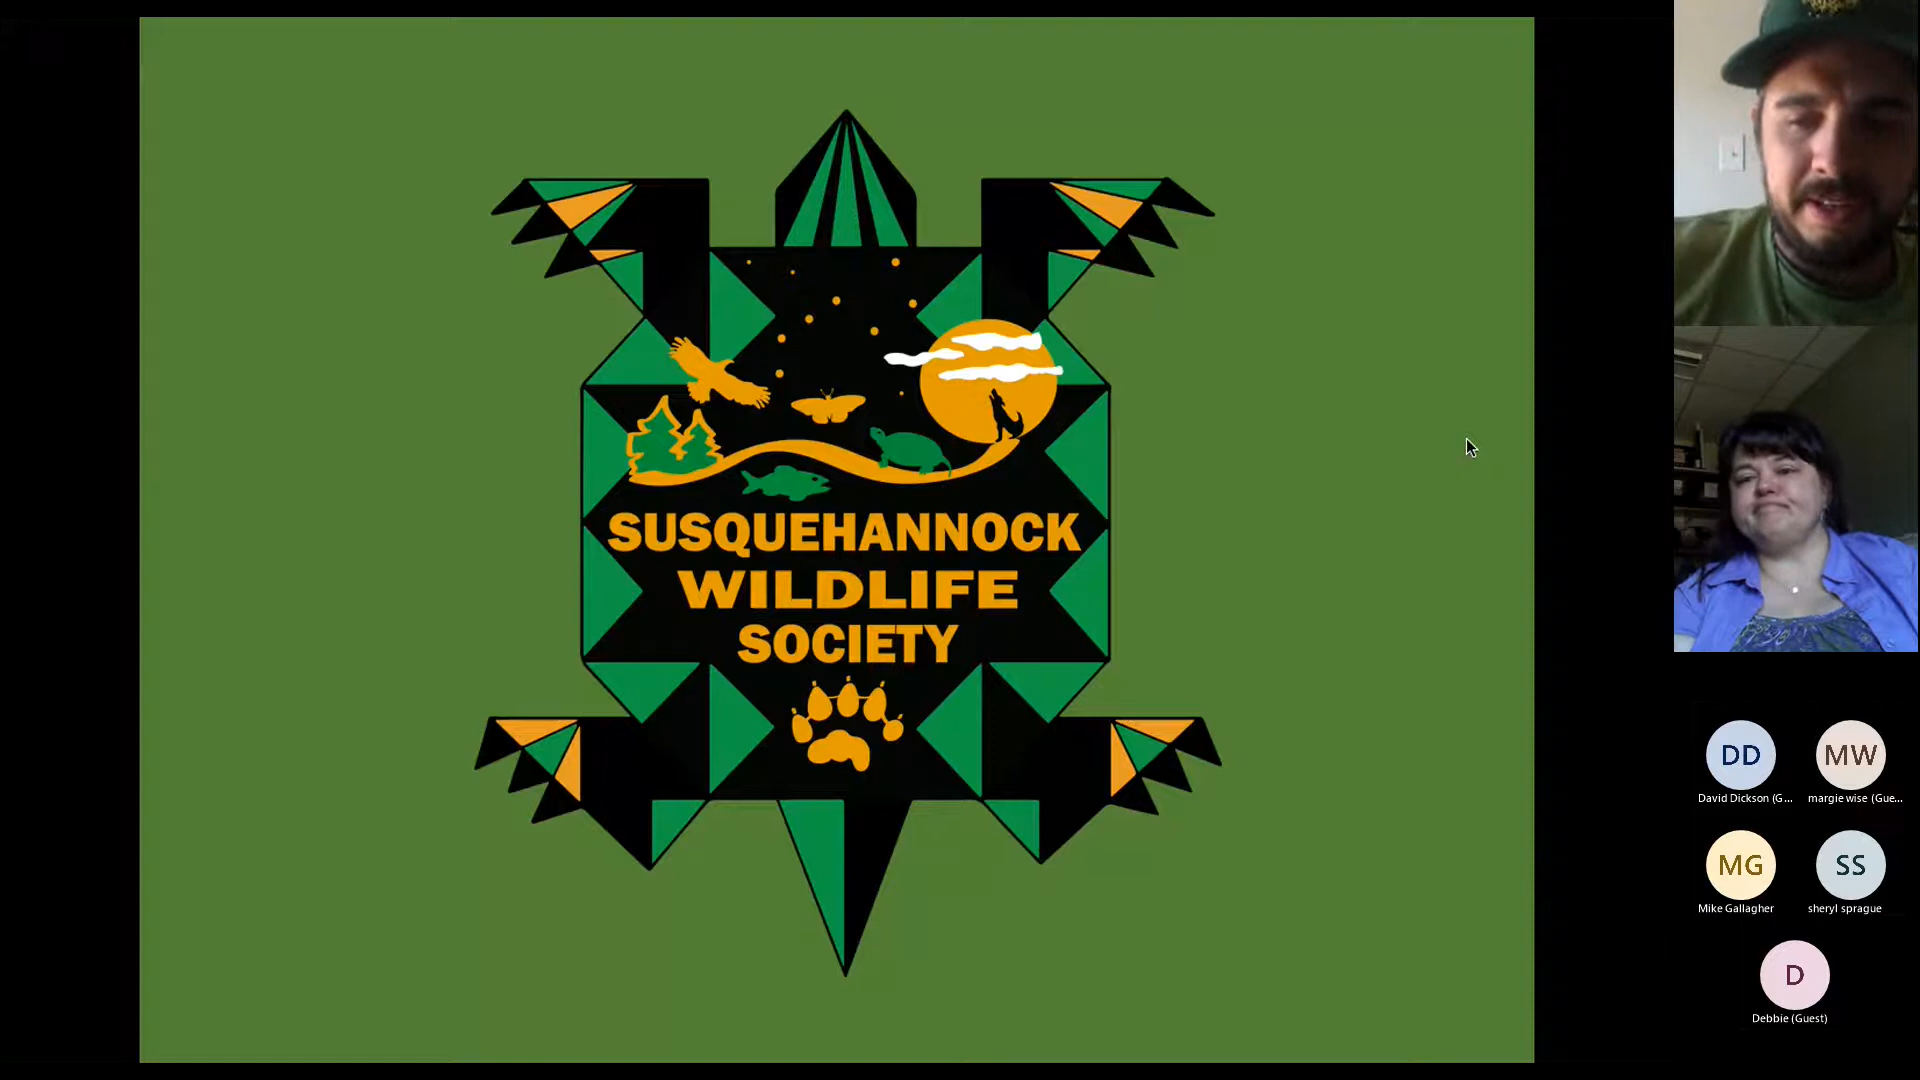 SUSQUEHANNOCK
WILDLIFE
SOCIETY
DD
MW
David Dickson (G...
margie wise (Gue...
MG
SS
Mike Gallagher
sheryl sprague
D
Debbie (Guest)